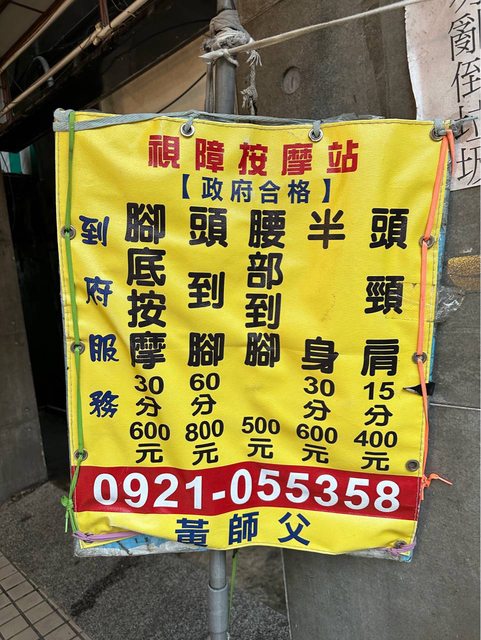 視障按摩站
【政府合格】
頭頸肩15分400元
半身30分600元
腰部到腳500元
頭到腳60分800元
腳底按摩30分600元
到府服務
0921-055358
黃師父